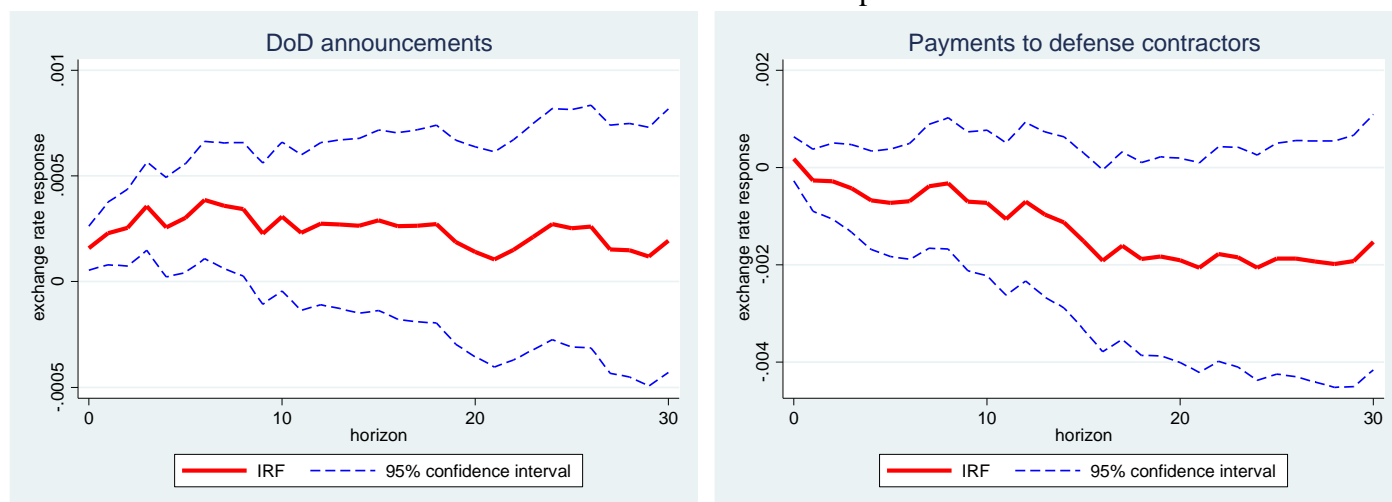 DoD announcements
exchange rate response
.001
.0005
0
-.0005
0
10
20
30
horizon
IRF
95% confidence interval
Payments to defense contractors
exchange rate response
.002
0
-.002
-.004
0
10
20
30
horizon
IRF
95% confidence interval